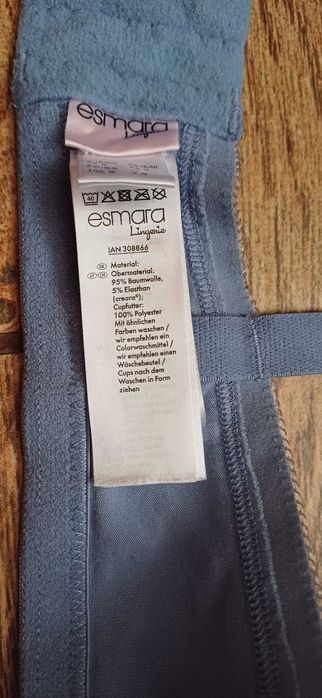 esmara
40
esmara
Lingerie
IAN 308866
Material:
Obermaterial:
95% Baumwolle,
5% Elasthan
(creora®);
Cupfutter:
100% Polyester
Mit ähnlichen
Farben waschen /
wir empfehlen ein
Colorwaschmittel /
wir empfehlen einen
Wäschebeutel /
Cups nach dem
Waschen in Form
ziehen